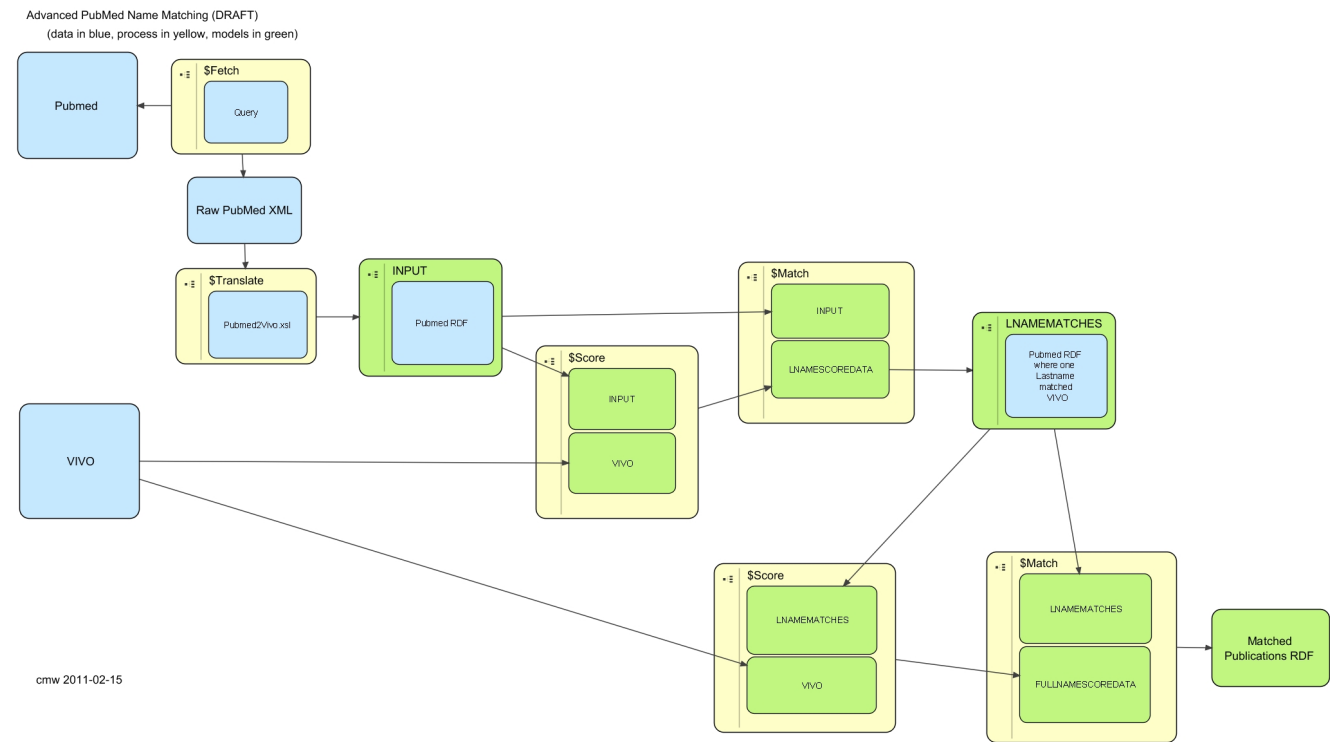 Advanced PubMed Name Matching (DRAFT)
(data in blue, process in yellow, models in green)
Pubmed
$Fetch
Query
Raw PubMed XML
$Translate
Pubmed2Vivo.xsl
INPUT
Pubmed RDF
$Score
INPUT
VIVO
$Match
INPUT
LNAMESCOREDATA
LNAMEMATCHES
Pubmed RDF
where one
Lastname
matched
VIVO
VIVO
$Score
LNAMEMATCHES
VIVO
$Match
LNAMEMATCHES
FULLNAMESCOREDATA
Matched
Publications RDF
cmw 2011-02-15